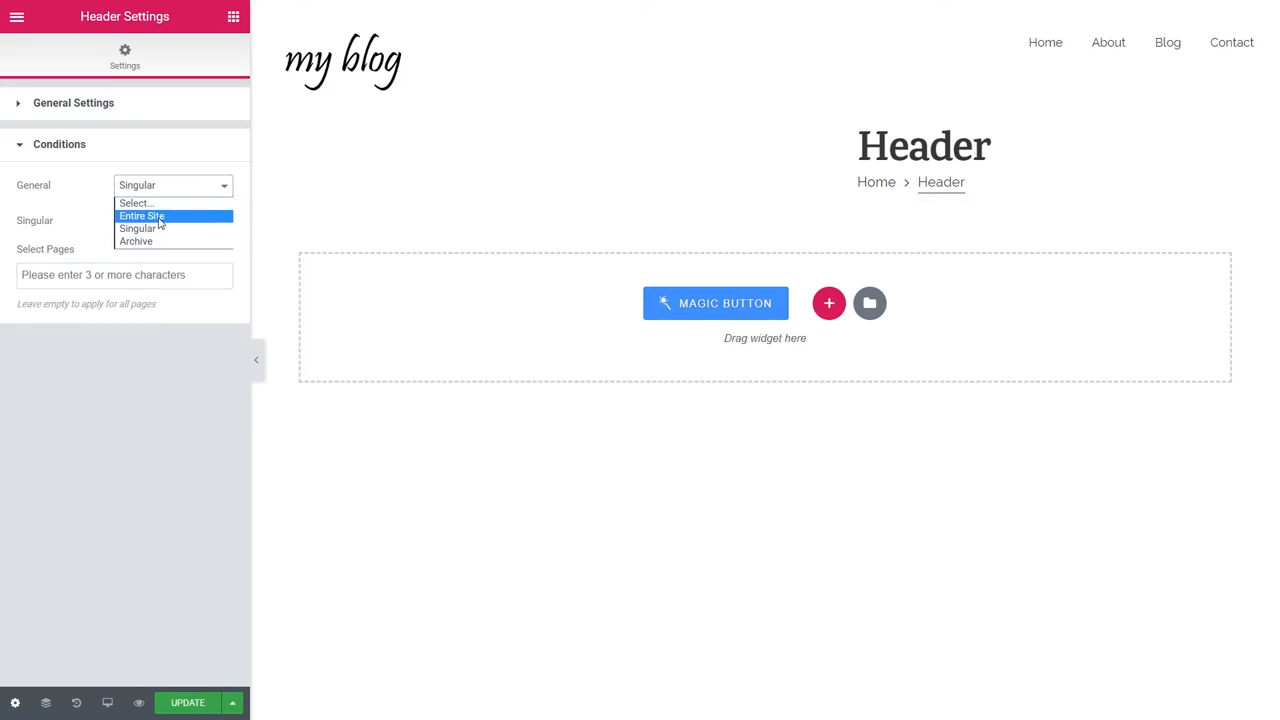 Header Settings
Settings
General Settings
Conditions
General
Singular
Select...
Entire Site
Singular
Archive
Singular
Select Pages
Please enter 3 or more characters
Leave empty to apply for all pages
UPDATE
my blog
Home About Blog Contact
Header
Home > Header
MAGIC BUTTON
Drag widget here